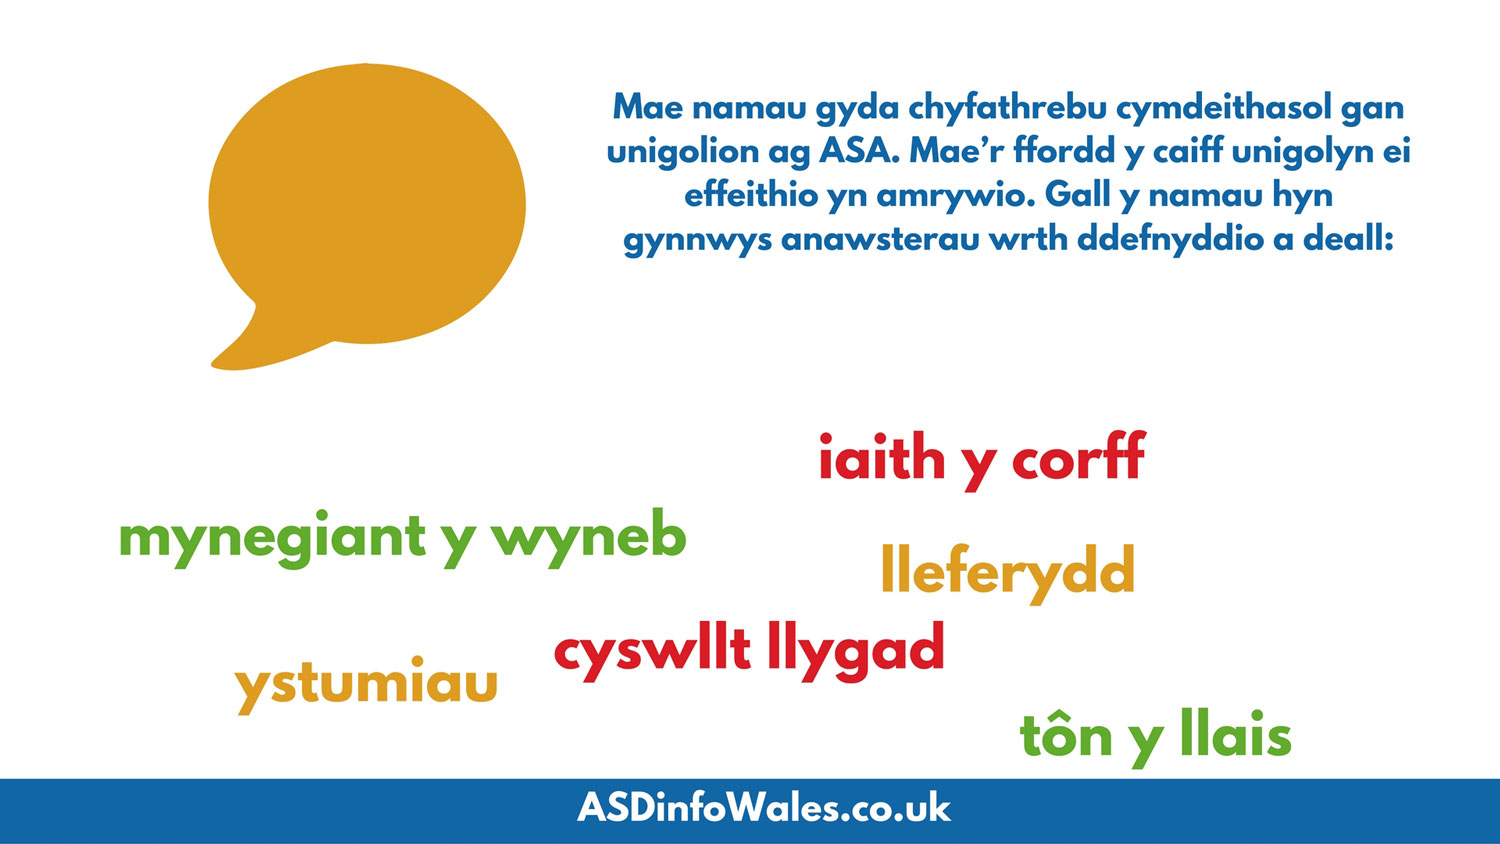 Mae namau gyda chyfathrebu cymdeithasol gan
unigolion ag ASA. Mae’r ffordd y caiff unigolyn ei
effeithio yn amrywio. Gall y namau hyn
gynnwys anawsterau wrth ddefnyddio a deall:
iaith y corff
mynegiant y wyneb
lleferydd
cyswllt llygad
ystumiau
tôn y llais
ASDinfoWales.co.uk